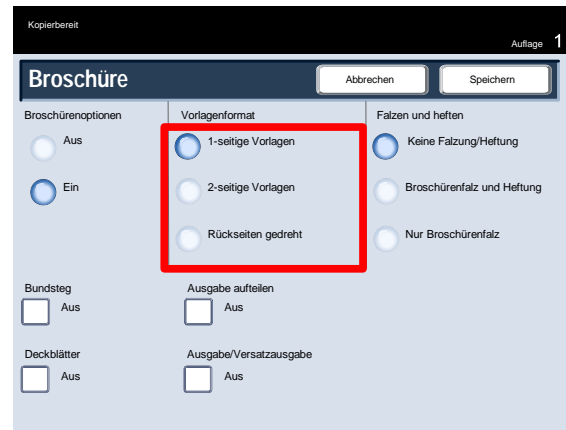 Kopierbereit
Auflage 1
Broschüre
Abbrechen
Speichern
Broschürenoptionen
Aus
Ein
Vorlagenformat
1-seitige Vorlagen
2-seitige Vorlagen
Rückseiten gedreht
Falzen und heften
Keine Falzung/Heftung
Broschürenfalz und Heftung
Nur Broschürenfalz
Bundsteg
Aus
Ausgabe aufteilen
Aus
Deckblätter
Aus
Ausgabe/Versatzausgabe
Aus